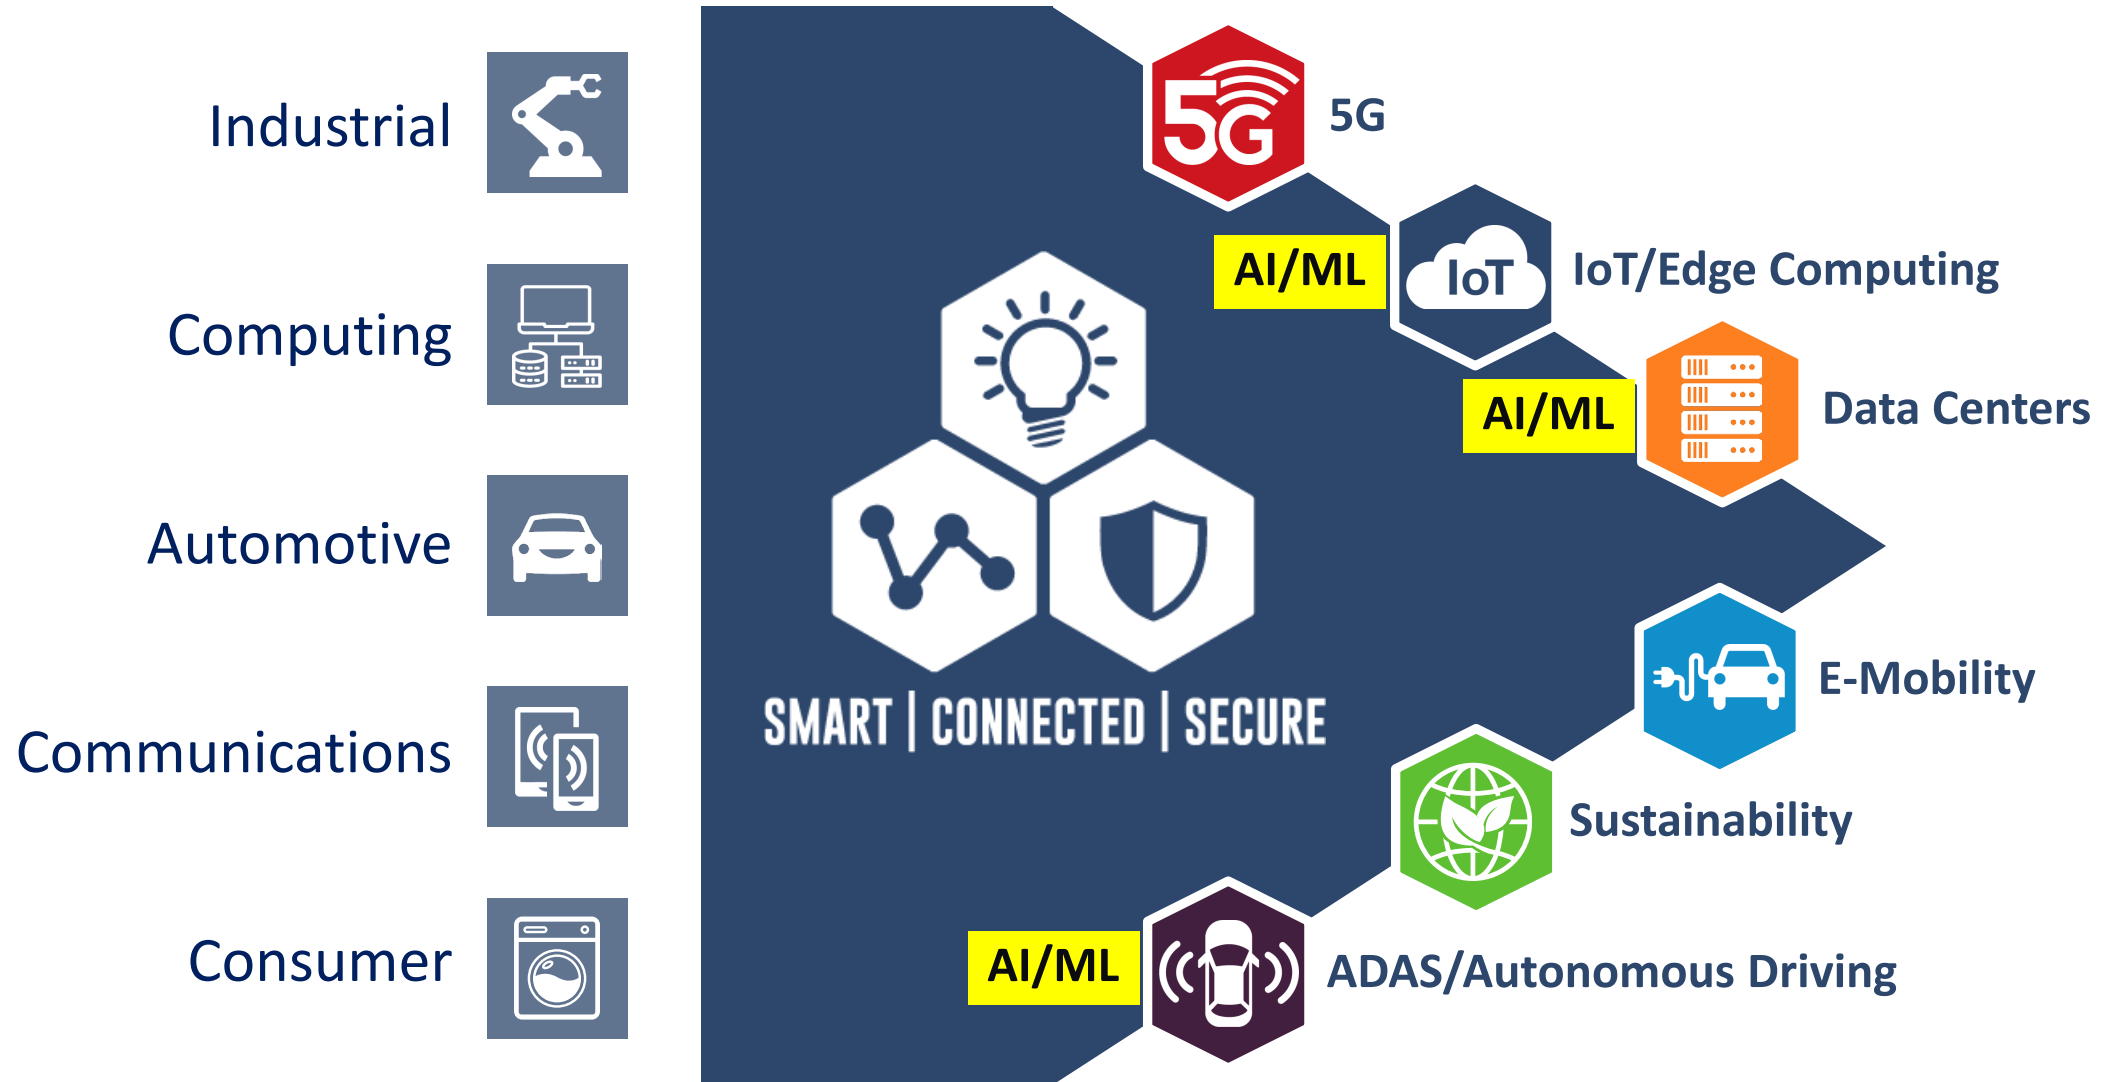 Industrial
Computing
Automotive
Communications
Consumer
SMART | CONNECTED | SECURE
5G
5G
AI/ML
IoT
IoT/Edge Computing
AI/ML
Data Centers
E-Mobility
Sustainability
AI/ML
ADAS/Autonomous Driving